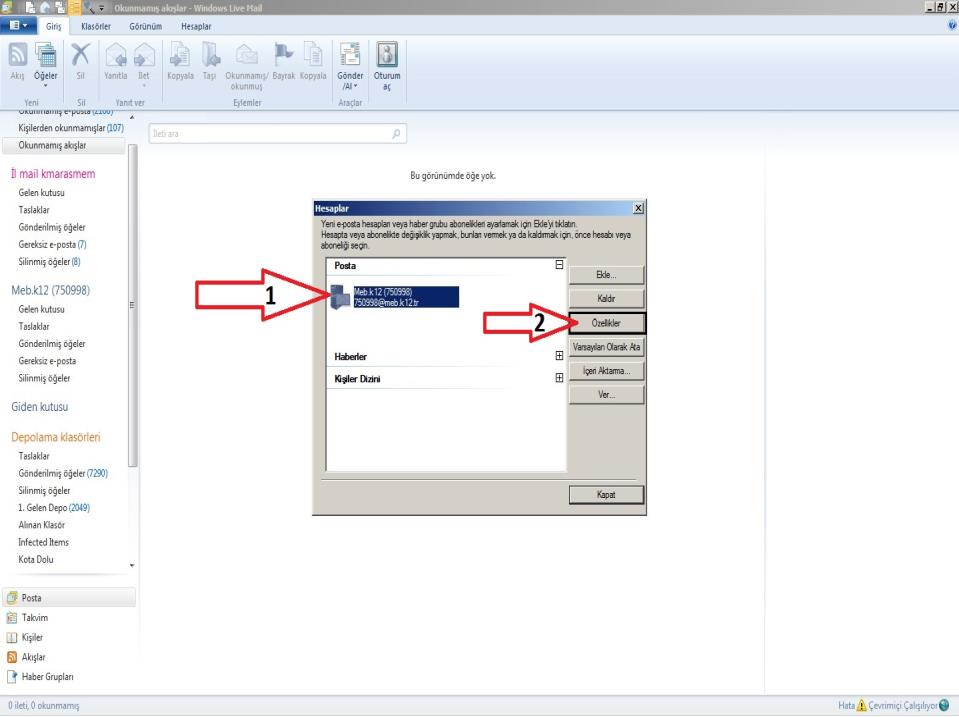 Okunmamış akışlar - Windows Live Mail
Giriş Klasörler Görünüm Hesaplar
Akış Öğeler Sil Yanıtla İlet Kopyala Taşı Okunmamış/ okunmuş Bayrak Kopyala Gönder /Al Oturum aç
Yeni Sil Yanıt ver Eylemler Araçlar
Okunmamış e-posta (2106)
Kişilerden okunmamışlar (107)
Okunmamış akışlar
İleti ara
Bu görünümde öğe yok.
İl mail kmarasmem
Gelen kutusu
Taslaklar
Gönderilmiş öğeler
Gereksiz e-posta (7)
Silinmiş öğeler (8)
Meb.k12 (750998)
Gelen kutusu
Taslaklar
Gönderilmiş öğeler
Gereksiz e-posta
Silinmiş öğeler
Giden kutusu
Depolama klasörleri
Taslaklar
Gönderilmiş öğeler (7290)
Silinmiş öğeler
1. Gelen Depo (2049)
Alınan Klasör
Infected Items
Kota Dolu
Posta
Takvim
Kişiler
Akışlar
Haber Grupları
Hesaplar
Yeni e-posta hesapları veya haber grubu abonelikleri ayarlamak için Ekle'yi tıklatın.
Hesapta veya abonelikte değişiklik yapmak, bunları vermek ya da kaldırmak için, önce hesabı veya
aboneliği seçin.
Posta
1
Meb.k12 (750998)
750998@meb.k12.tr
Haberler
Kişiler Dizini
Ekle...
Kaldır
2
Özellikler
Varsayılan Olarak Ata
İçeri Aktarma...
Ver...
Kapat
0 ileti, 0 okunmamış
Hata Çevrimiçi Çalışılıyor